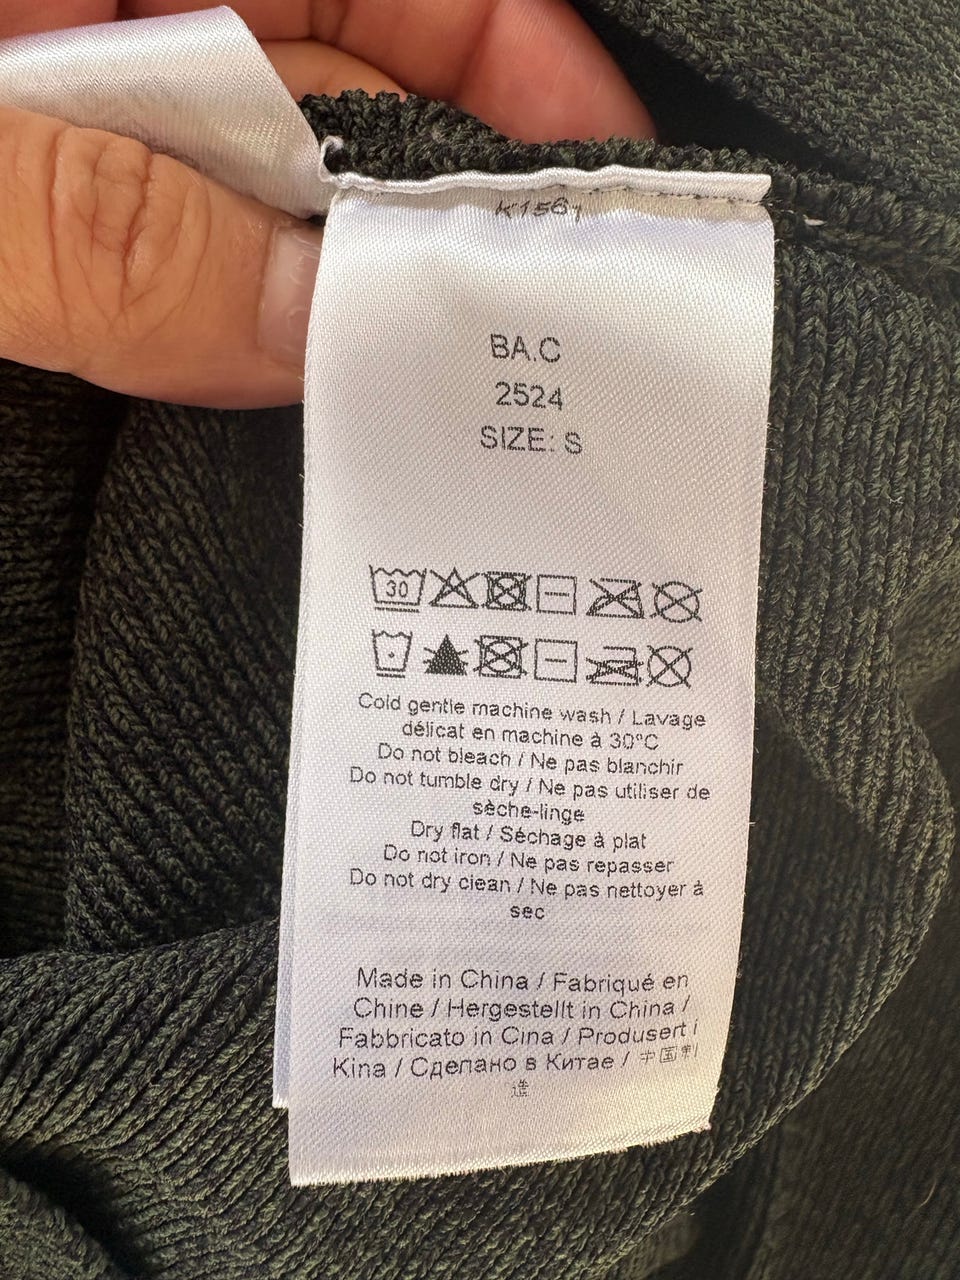 K1561
BA.C
2524
SIZE: S
30
Cold gentle machine wash / Lavage
délicat en machine à 30°C
Do not bleach / Ne pas blanchir
Do not tumble dry / Ne pas utiliser de
sèche-linge
Dry flat / Séchage à plat
Do not iron / Ne pas repasser
Do not dry clean / Ne pas nettoyer à
sec
Made in China / Fabriqué en
Chine / Hergestellt in China /
Fabbricato in Cina / Produsert i
Kina / Сделано в Китае / 中国制
造